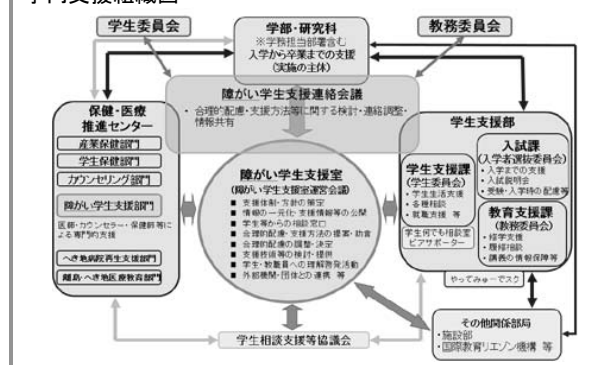 学内支援組織図
学生委員会
学部・研究科
※学務担当部署含む
入学から卒業までの支援
(実施の主体)
教務委員会
障がい学生支援連絡会議
・ 合理的配慮・支援方法等に関する検討・連絡調整・
情報共有
保健・医療
推進センター
産業保健部門
学生保健部門
カウンセリング部門
障がい学生支援部門
医師・カウンセラー・保健師等に
よる専門的支援
へき地病院再生支援部門
離島・へき地医療教育部門
障がい学生支援室
(障がい学生支援室運営会議)
■ 支援体制・方針の策定
■ 情報の一元化・支援情報等の公開
■ 学生等からの相談窓口
■ 合理的配慮・支援方法の提案・助言
■ 合理的配慮の調整・決定
■ 支援技術等の検討・提供
■ 学生・教職員への理解啓発活動
■ 外部機関・団体との連携 等
学生支援部
学生支援課
(学生委員会)
・学生生活支援
・各種相談
・就職支援 等
学生何でも相談室
ピアサポーター
入試課
(入学者選抜委員会)
・入学までの支援
・入試説明会
・受験・入学時の配慮等
教育支援課
(教務委員会)
・修学支援
・履修相談
・講義の情報保障等
やってみゅーでスク
学生相談支援等協議会
その他関係部局
・施設部
・国際教育リエゾン機構 等